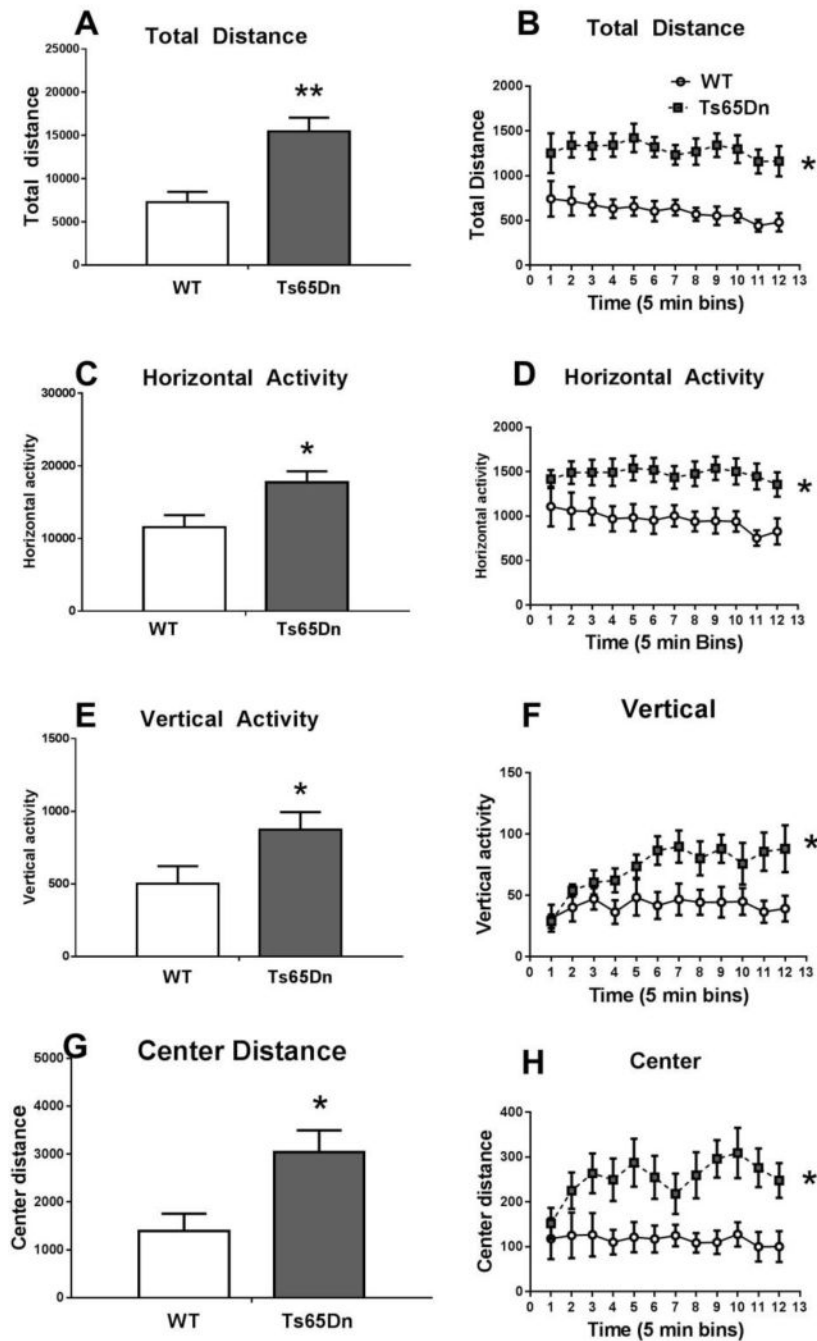 A
Total Distance
25000
20000
15000
10000
5000
0
Total distance
**
WT
Ts65Dn
B
Total Distance
WT
Ts65Dn
2000
1500
1000
500
0
Total Distance
*
0 1 2 3 4 5 6 7 8 9 10 11 12 13
Time (5 min bins)
C
Horizontal Activity
30000
20000
10000
0
Horizontal activity
*
WT
Ts65Dn
D
Horizontal Activity
2000
1500
1000
500
0
Horizontal activity
*
0 1 2 3 4 5 6 7 8 9 10 11 12 13
Time (5 min Bins)
E
Vertical Activity
1500
1000
500
0
Vertical activity
*
WT
Ts65Dn
F
Vertical
150
100
50
0
Vertical activity
*
0 1 2 3 4 5 6 7 8 9 10 11 12 13
Time (5 min bins)
G
Center Distance
5000
4000
3000
2000
1000
0
Center distance
*
WT
Ts65Dn
H
Center
400
300
200
100
0
Center distance
*
0 1 2 3 4 5 6 7 8 9 10 11 12 13
Time (5 min bins)